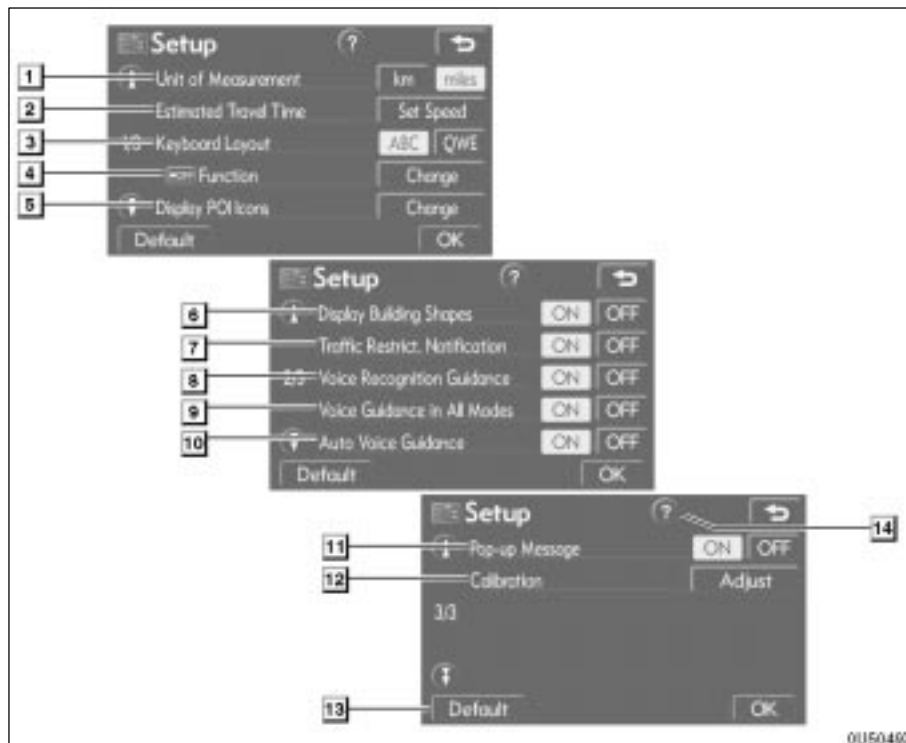 Setup ?
1 Unit of Measurement km miles
2 Estimated Travel Time Set Speed
3 1/3 Keyboard Layout ABC QWE
4 Function Change
5 Display POI Icons Change
Default OK
Setup ?
6 Display Building Shapes ON OFF
7 Traffic Restrict. Notification ON OFF
8 2/3 Voice Recognition Guidance ON OFF
9 Voice Guidance in All Modes ON OFF
10 Auto Voice Guidance ON OFF
Default OK
Setup ? 14
11 Pop-up Message ON OFF
12 Calibration Adjust
3/3
13 Default OK